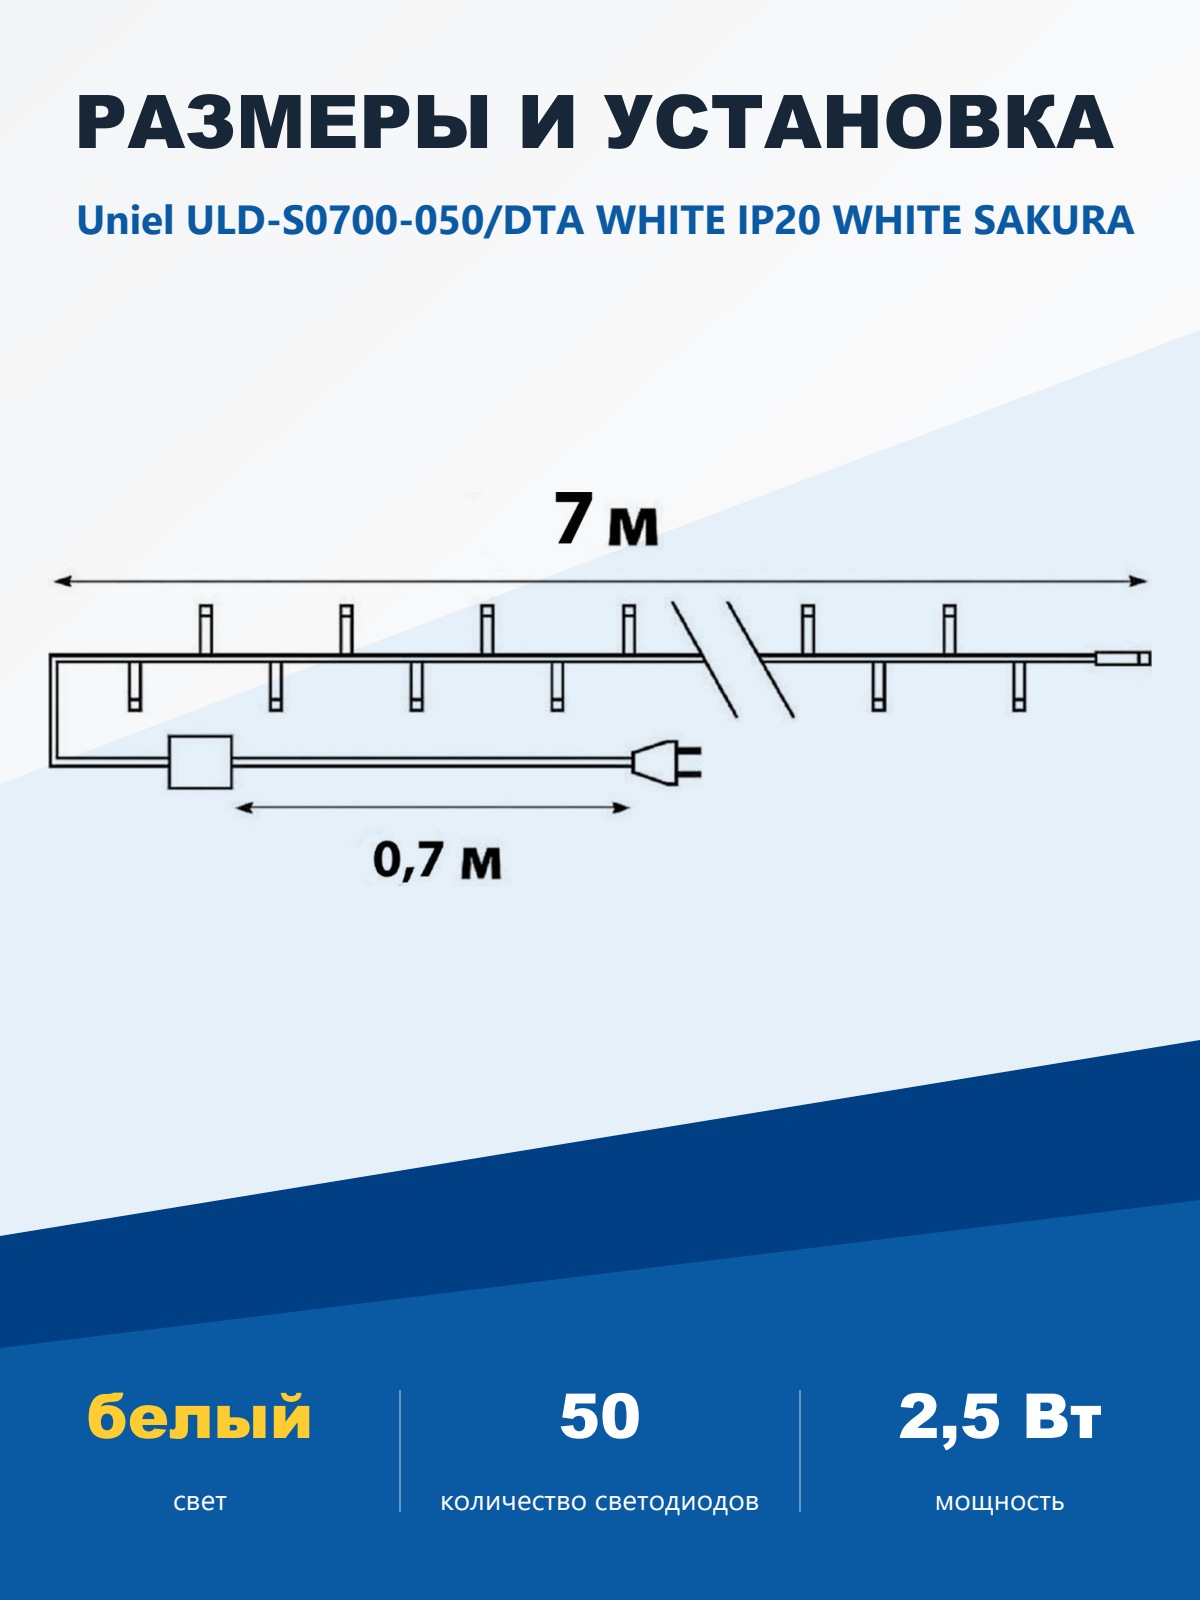 РАЗМЕРЫ И УСТАНОВКА
Uniel ULD-S0700-050/DTA WHITE IP20 WHITE SAKURA
7 м
0,7 м
белый
50
2,5 Вт
свет
количество светодиодов
мощность